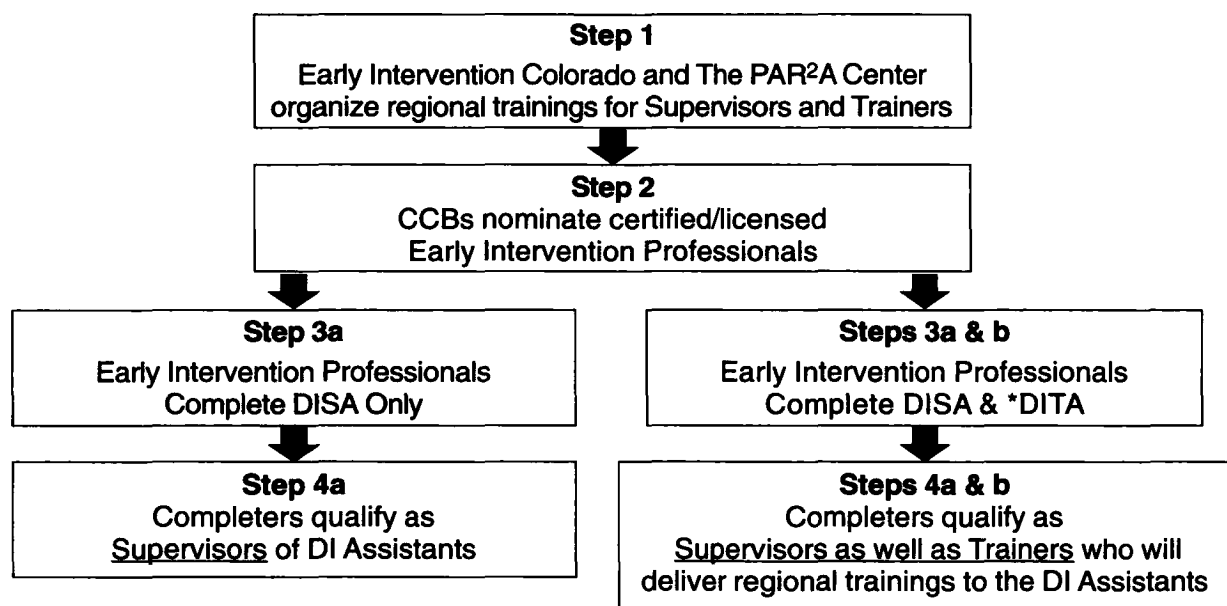 Step 1
Early Intervention Colorado and The PAR²A Center
organize regional trainings for Supervisors and Trainers
Step 2
CCBs nominate certified/licensed
Early Intervention Professionals
Step 3a
Early Intervention Professionals
Complete DISA Only
Steps 3a & b
Early Intervention Professionals
Complete DISA & *DITA
Step 4a
Completers qualify as
Supervisors of DI Assistants
Steps 4a & b
Completers qualify as
Supervisors as well as Trainers who will
deliver regional trainings to the DI Assistants